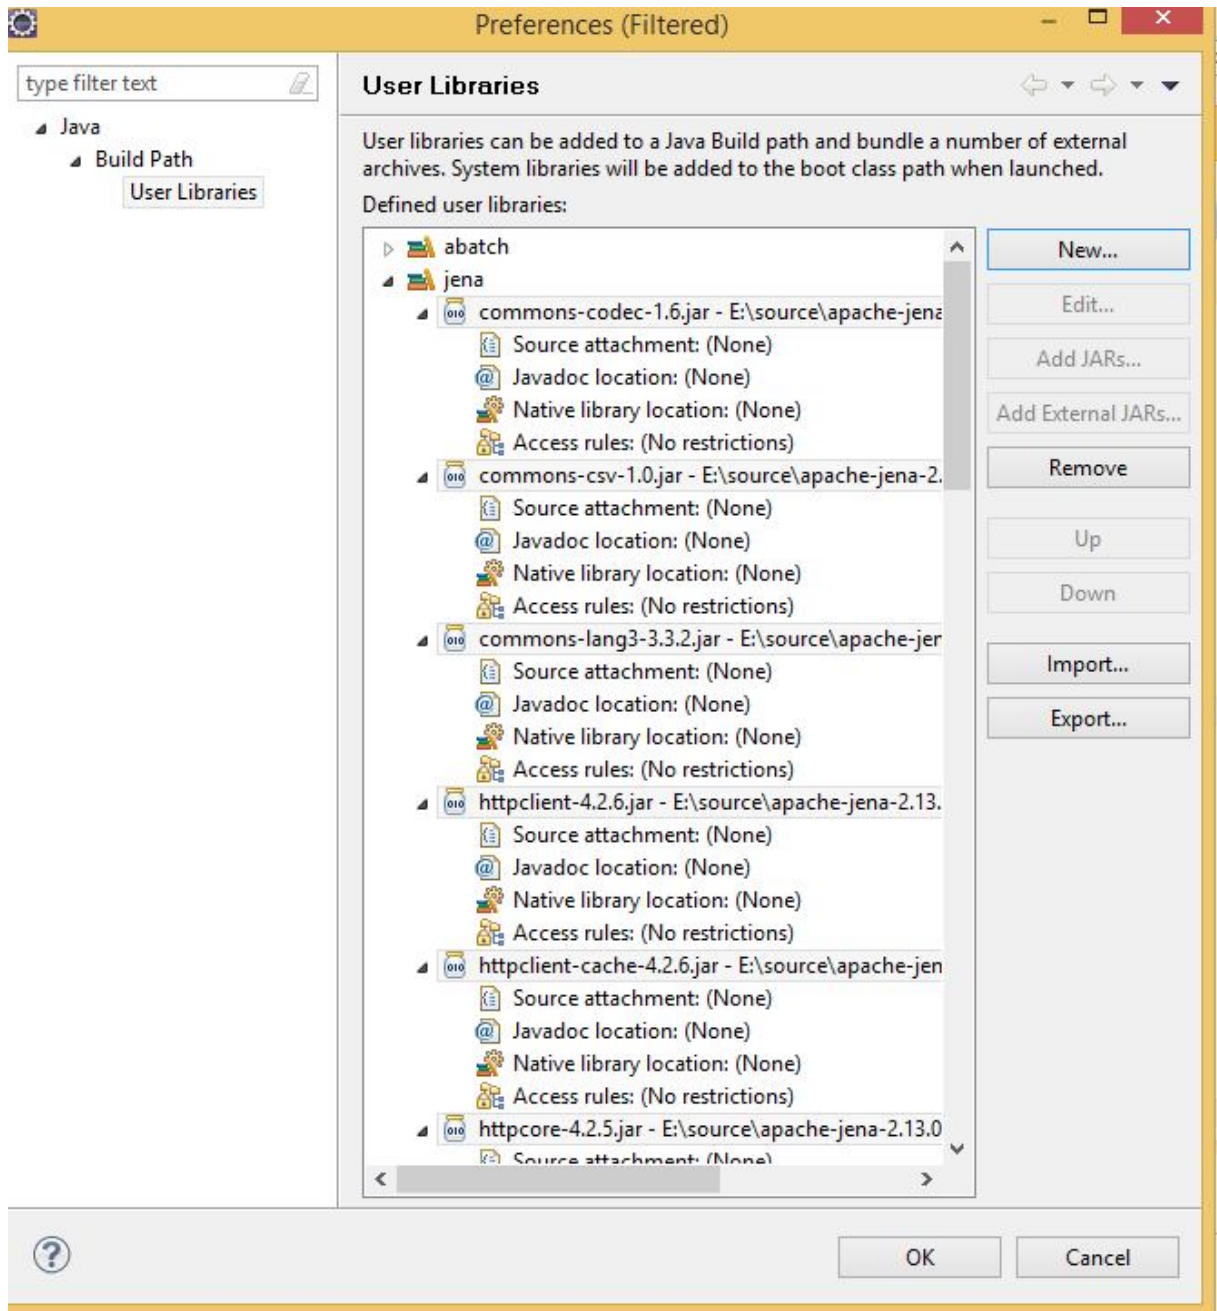 Preferences (Filtered)
type filter text
Java
Build Path
User Libraries
User Libraries
User libraries can be added to a Java Build path and bundle a number of external
archives. System libraries will be added to the boot class path when launched.
Defined user libraries:
abatch
jena
commons-codec-1.6.jar - E:\source\apache-jena
Source attachment: (None)
Javadoc location: (None)
Native library location: (None)
Access rules: (No restrictions)
commons-csv-1.0.jar - E:\source\apache-jena-2.
Source attachment: (None)
Javadoc location: (None)
Native library location: (None)
Access rules: (No restrictions)
commons-lang3-3.3.2.jar - E:\source\apache-jer
Source attachment: (None)
Javadoc location: (None)
Native library location: (None)
Access rules: (No restrictions)
httpclient-4.2.6.jar - E:\source\apache-jena-2.13.
Source attachment: (None)
Javadoc location: (None)
Native library location: (None)
Access rules: (No restrictions)
httpclient-cache-4.2.6.jar - E:\source\apache-jen
Source attachment: (None)
Javadoc location: (None)
Native library location: (None)
Access rules: (No restrictions)
httpcore-4.2.5.jar - E:\source\apache-jena-2.13.0
Source attachment: (None)
New...
Edit...
Add JARs...
Add External JARs...
Remove
Up
Down
Import...
Export...
OK
Cancel